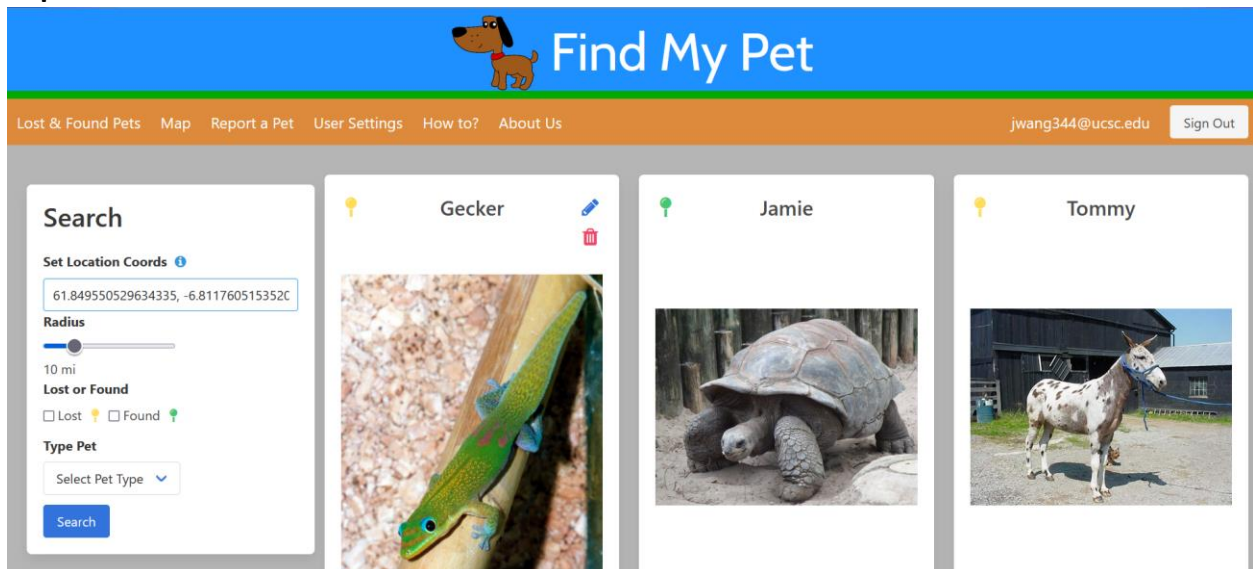 Find My Pet
Lost & Found Pets Map Report a Pet User Settings How to? About Us jwang344@ucsc.edu Sign Out
Search
Set Location Coords
61.849550529634335, -6.811760515352
Radius
10 mi
Lost or Found
Lost Found
Type Pet
Select Pet Type
Search
Gecker
Jamie
Tommy